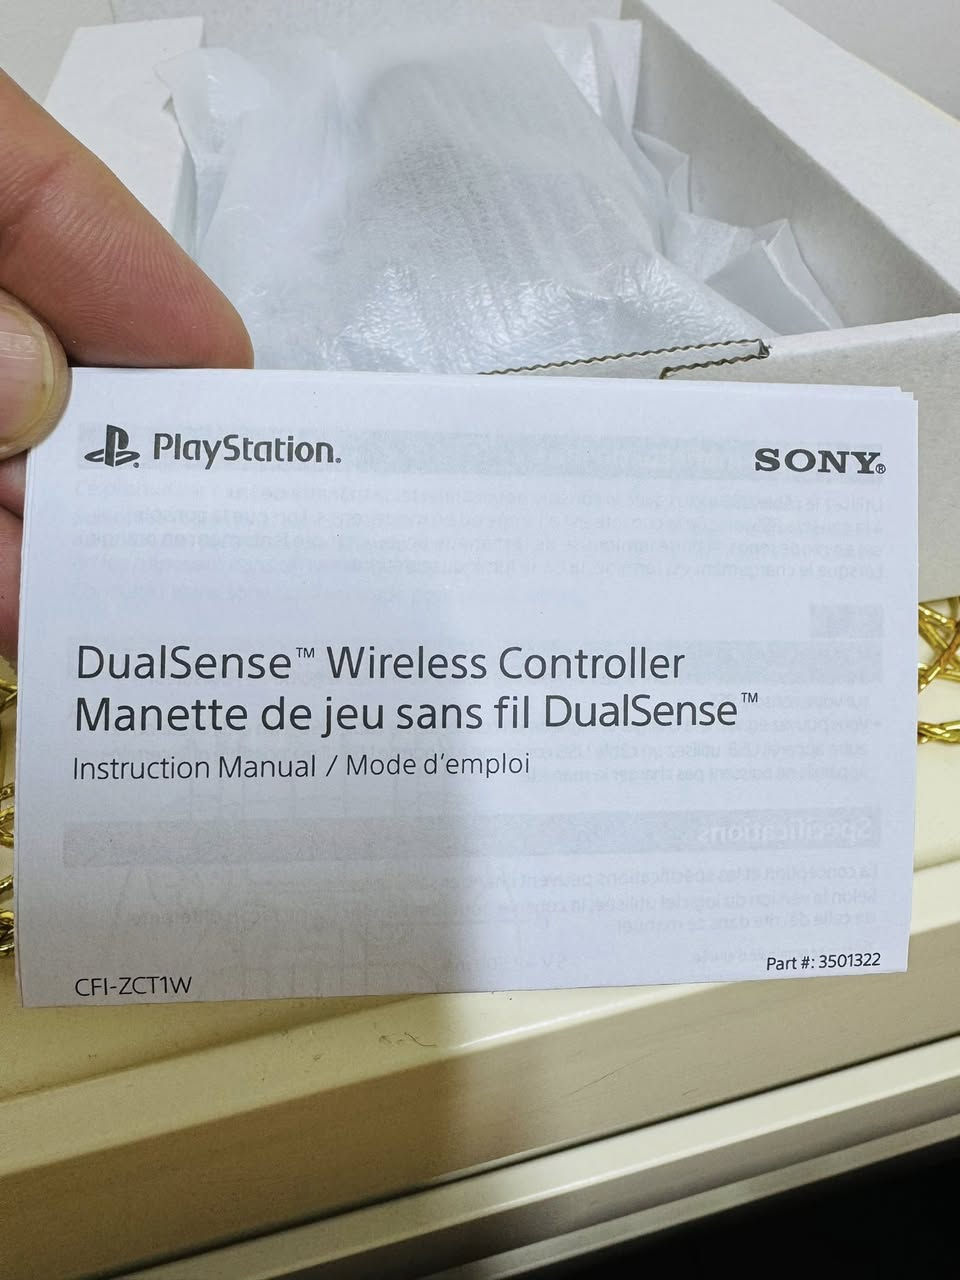 PlayStation®
SONY®
DualSense™ Wireless Controller
Manette de jeu sans fil DualSense™
Instruction Manual / Mode d'emploi
Part #: 3501322
CFI-ZCT1W